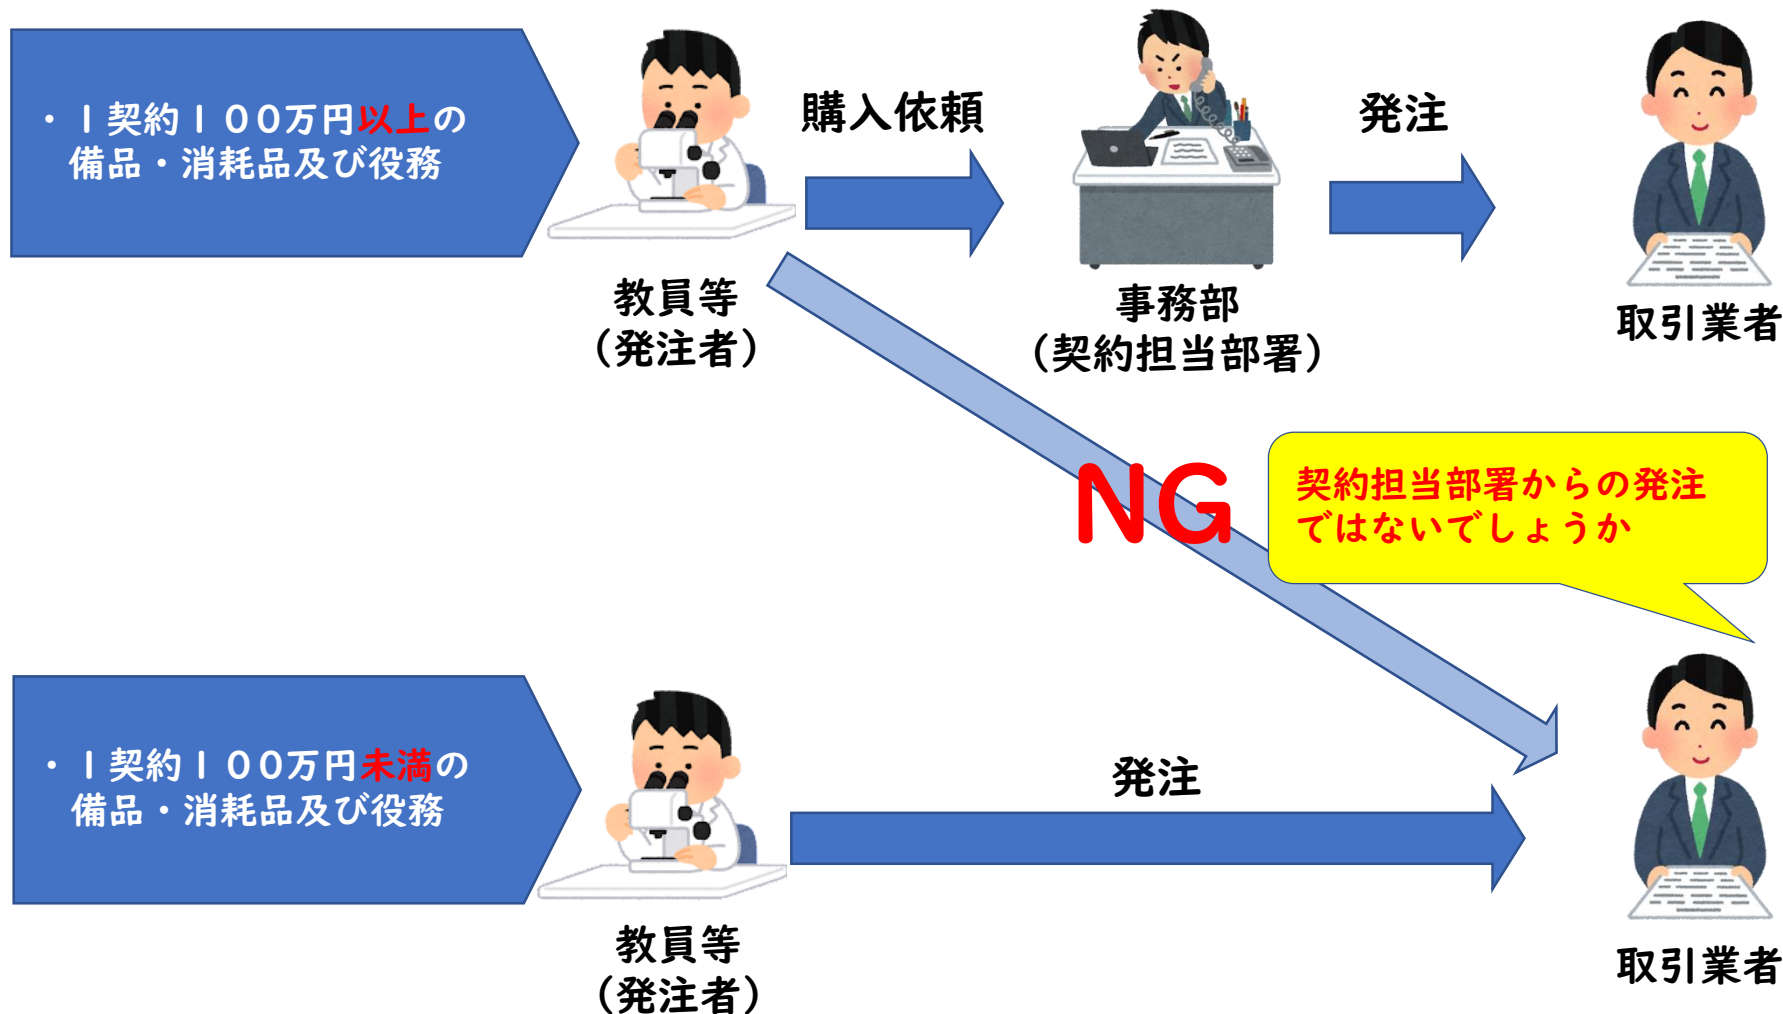 ・１契約１００万円以上の
備品・消耗品及び役務
購入依頼
発注
教員等
（発注者）
事務部
（契約担当部署）
取引業者
NG
契約担当部署からの発注
ではないでしょうか
・１契約１００万円未満の
備品・消耗品及び役務
発注
教員等
（発注者）
取引業者